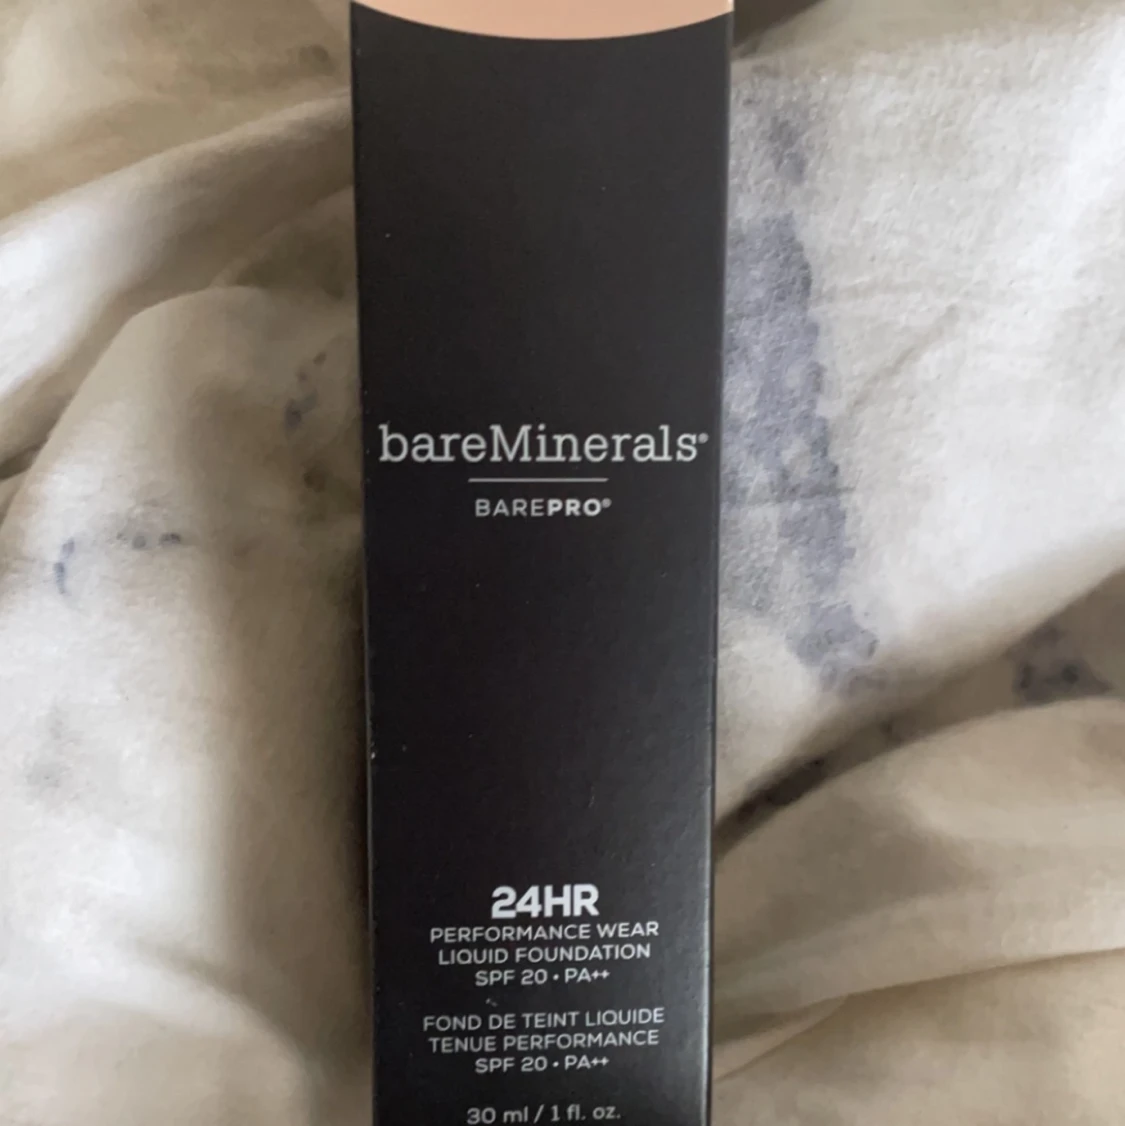 bareMinerals®
BAREPRO®
24HR
PERFORMANCE WEAR
LIQUID FOUNDATION
SPF 20 • PA++
FOND DE TEINT LIQUIDE
TENUE PERFORMANCE
SPF 20 • PA++
30 ml / 1 fl. oz.